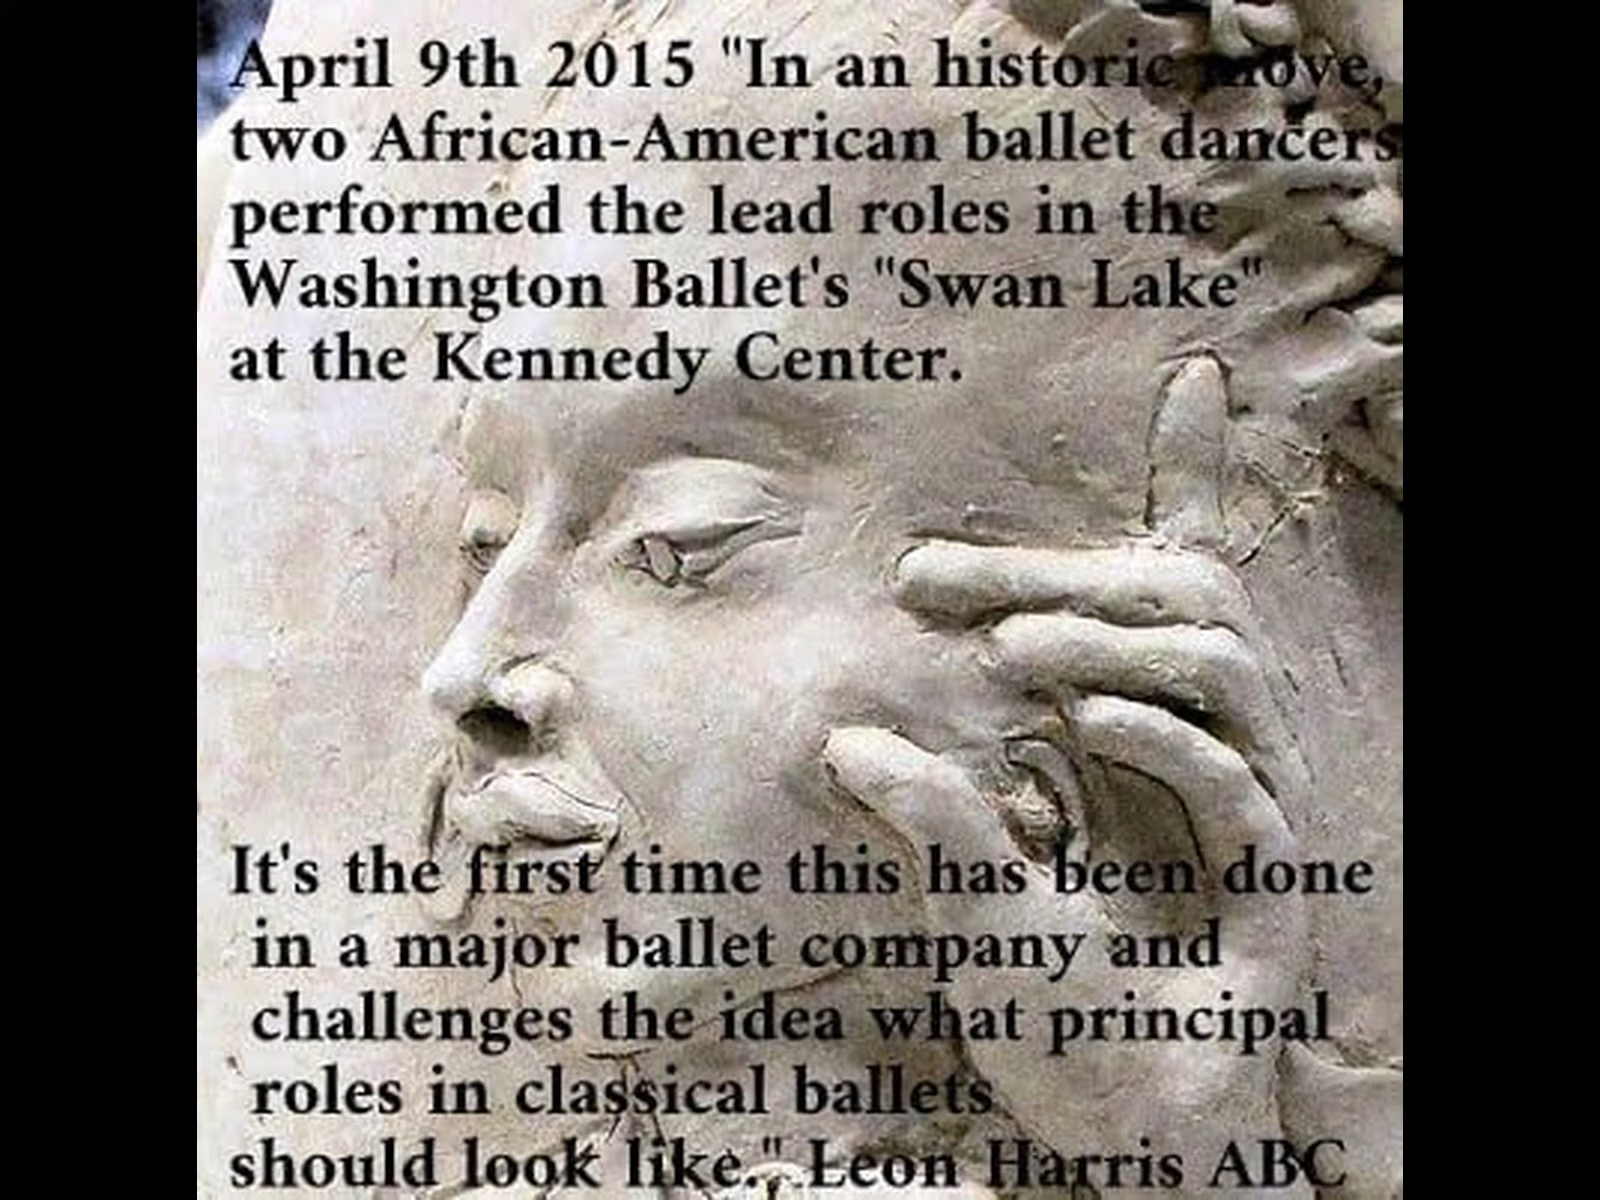 April 9th 2015 "In an historic move,
two African-American ballet dancers
performed the lead roles in the
Washington Ballet's "Swan Lake"
at the Kennedy Center.
It's the first time this has been done
in a major ballet company and
challenges the idea what principal
roles in classical ballets
should look like." Leon Harris ABC